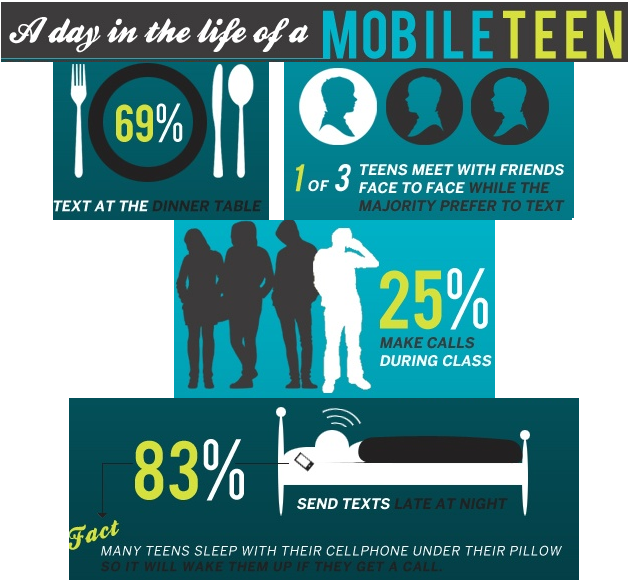 A day in the life of a MOBILE TEEN
69%
TEXT AT THE DINNER TABLE
1 OF 3 TEENS MEET WITH FRIENDS
FACE TO FACE WHILE THE
MAJORITY PREFER TO TEXT
25%
MAKE CALLS
DURING CLASS
83%
SEND TEXTS LATE AT NIGHT
Fact
MANY TEENS SLEEP WITH THEIR CELLPHONE UNDER THEIR PILLOW
SO IT WILL WAKE THEM UP IF THEY GET A CALL.